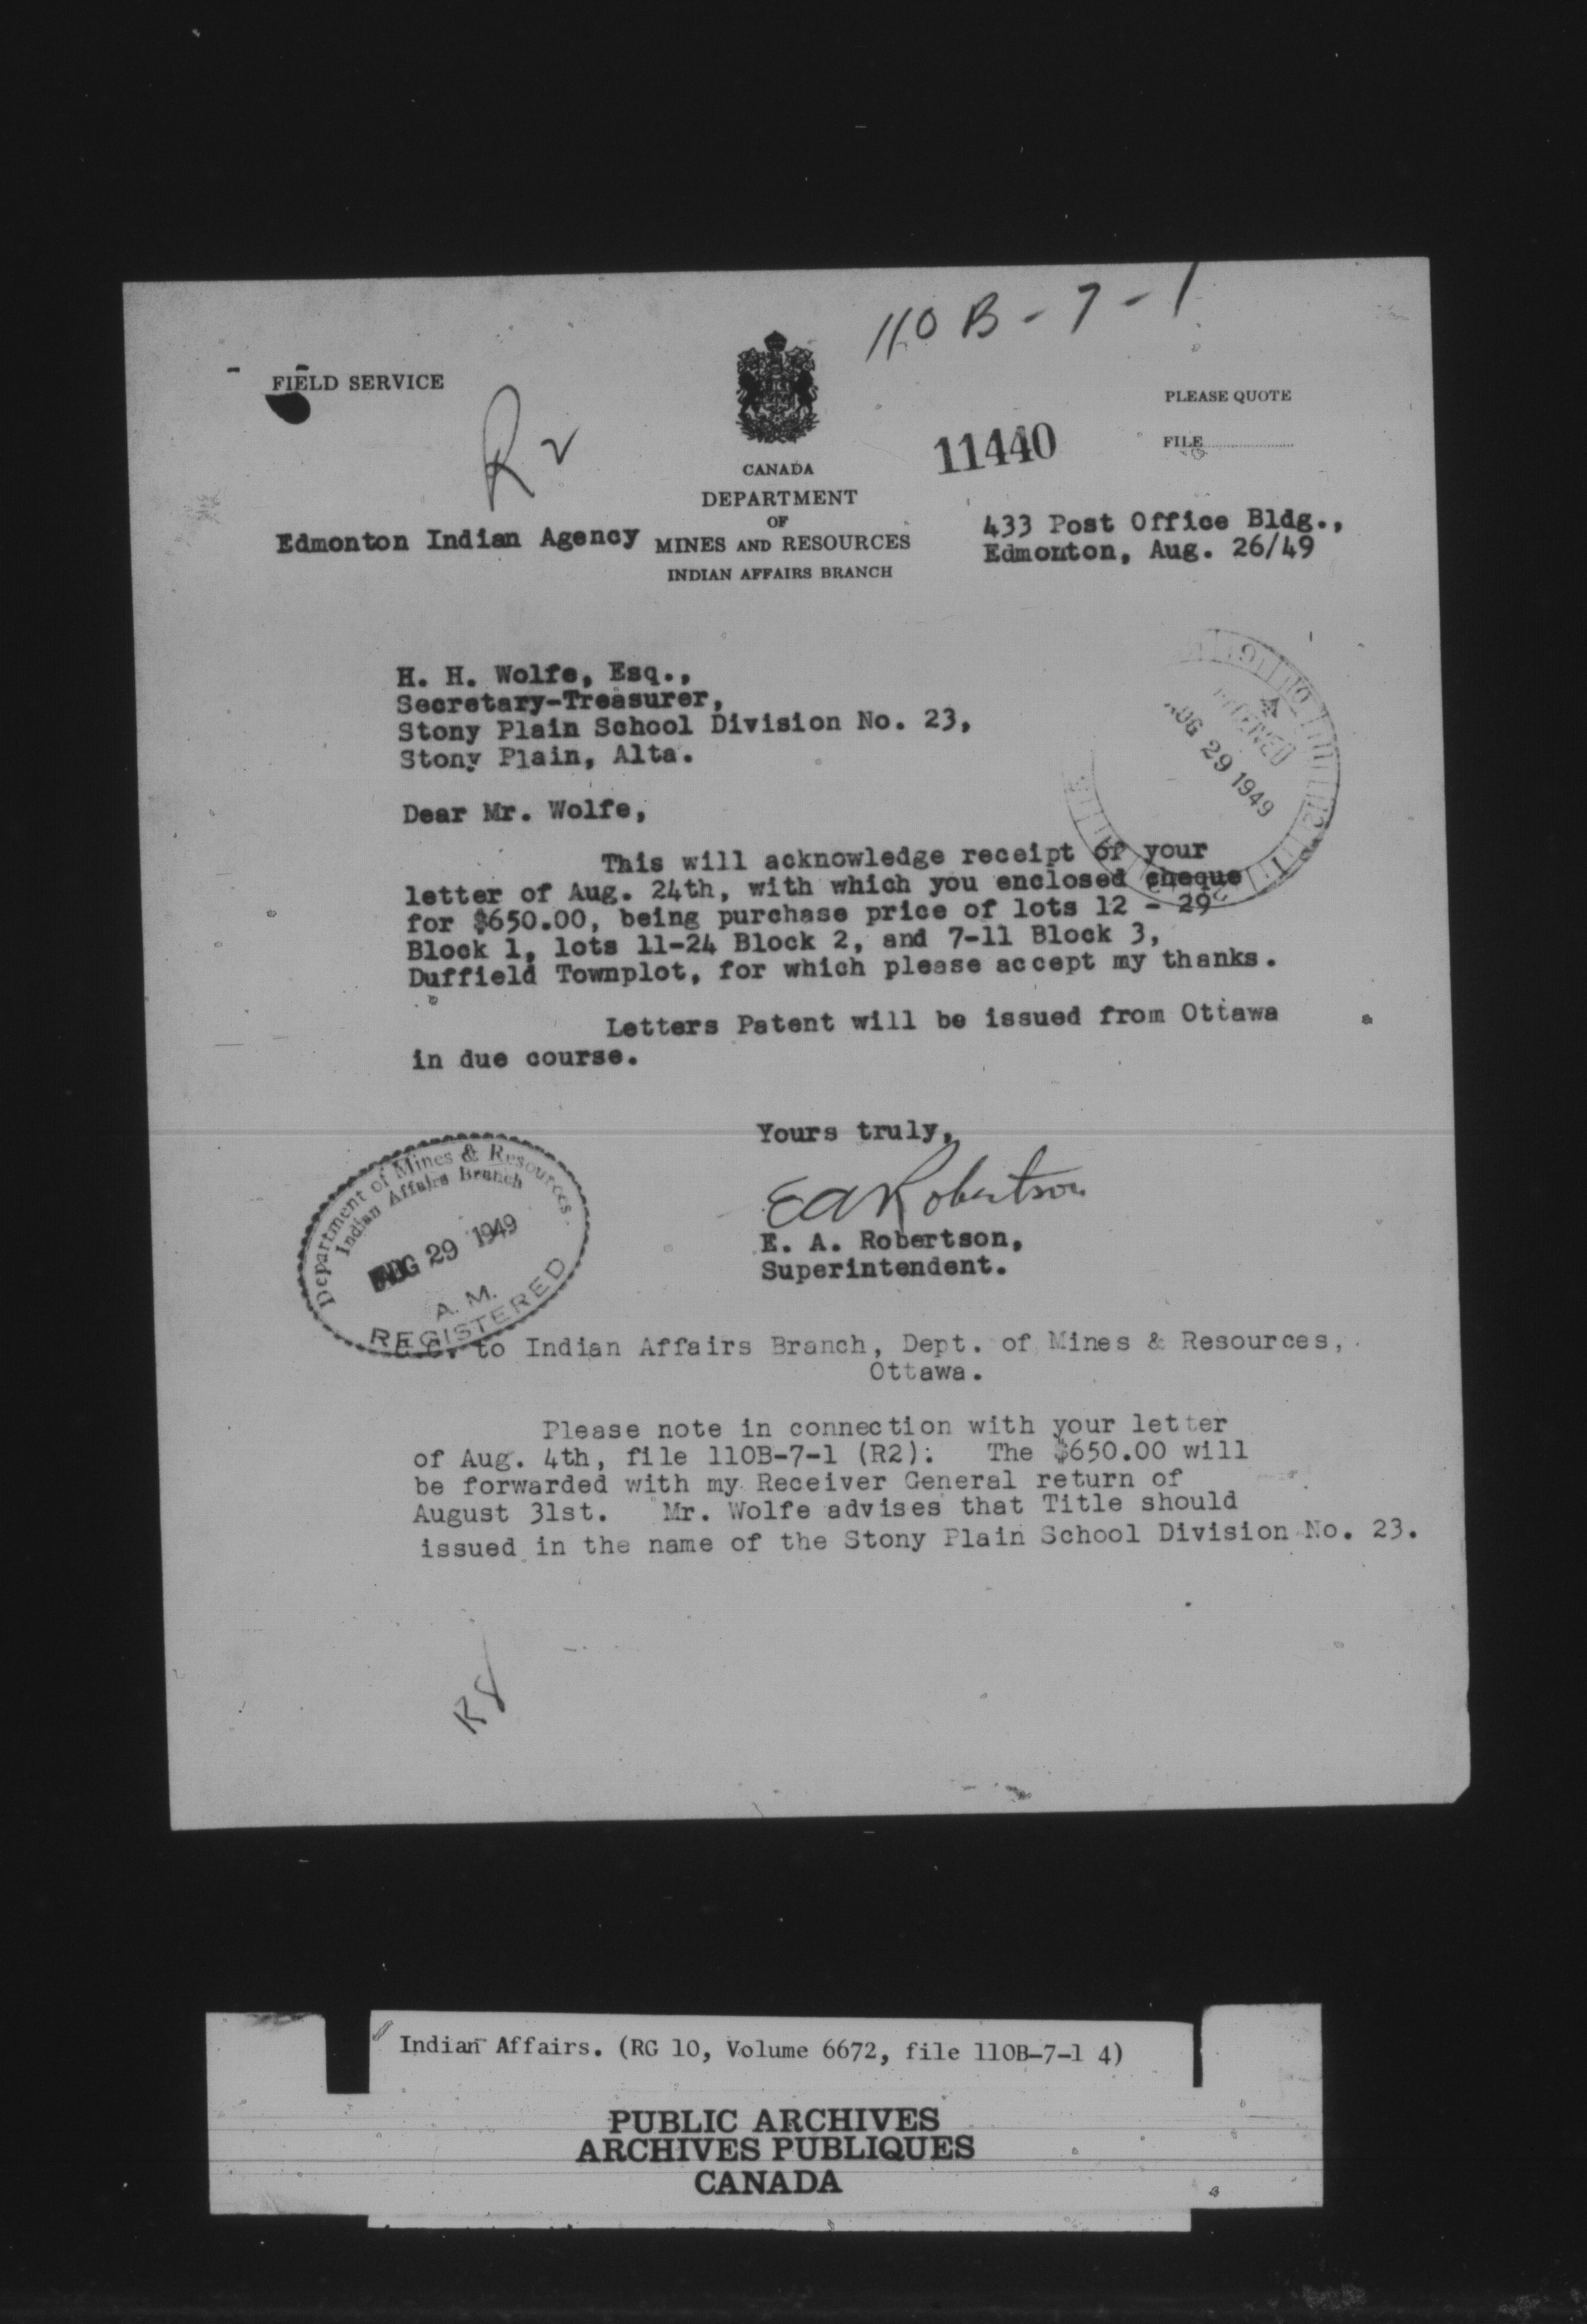 110 B - 7 - 1
FIELD SERVICE
PLEASE QUOTE
R2
11440
FILE
CANADA
DEPARTMENT
OF
MINES AND RESOURCES
INDIAN AFFAIRS BRANCH
Edmonton Indian Agency
433 Post Office Bldg.,
Edmonton, Aug. 26/49
H. H. Wolfe, Esq.,
Secretary-Treasurer,
Stony Plain School Division No. 23,
Stony Plain, Alta.
RECEIVED
AUG 29 1949
Dear Mr. Wolfe,
This will acknowledge receipt of your
letter of Aug. 24th, with which you enclosed cheque
for $650.00, being purchase price of lots 12 - 29
Block 1, lots 11-24 Block 2, and 7-11 Block 3,
Duffield Townplot, for which please accept my thanks.
Letters Patent will be issued from Ottawa
in due course.
Yours truly,
EARobertson
E. A. Robertson,
Superintendent.
Department of Mines & Resources.
Indian Affairs Branch
AUG 29 1949
A. M.
REGISTERED
C.C. to Indian Affairs Branch, Dept. of Mines & Resources,
Ottawa.
Please note in connection with your letter
of Aug. 4th, file 110B-7-1 (R2): The $650.00 will
be forwarded with my Receiver General return of
August 31st. Mr. Wolfe advises that Title should
issued in the name of the Stony Plain School Division No. 23.
Indian Affairs. (RG 10, Volume 6672, file 110B-7-1 4)
PUBLIC ARCHIVES
ARCHIVES PUBLIQUES
CANADA